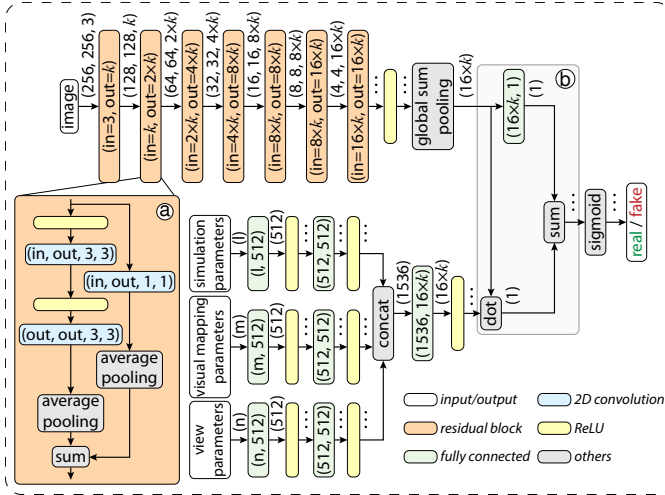 image
(256, 256, 3)
(in=3, out=k)
(128, 128, k)
(in=k, out=2×k)
(64, 64, 2×k)
(in=2×k, out=4×k)
(32, 32, 4×k)
(in=4×k, out=8×k)
(16, 16, 8×k)
(in=8×k, out=8×k)
(8, 8, 8×k)
(in=8×k, out=16×k)
(4, 4, 16×k)
(in=16×k, out=16×k)
global sum
pooling
(16×k)
b
(16×k, 1)
(1)
sum
sigmoid
real / fake
dot
(1)
a
(in, out, 3, 3)
(in, out, 1, 1)
(out, out, 3, 3)
average
pooling
average
pooling
sum
simulation
parameters
(l)
(l, 512)
(512)
(512, 512)
visual mapping
parameters
(m)
(m, 512)
(512)
(512, 512)
view
parameters
(n)
(n, 512)
(512)
(512, 512)
concat
(1536)
(1536, 16×k)
(16×k)
input/output
2D convolution
residual block
ReLU
fully connected
others